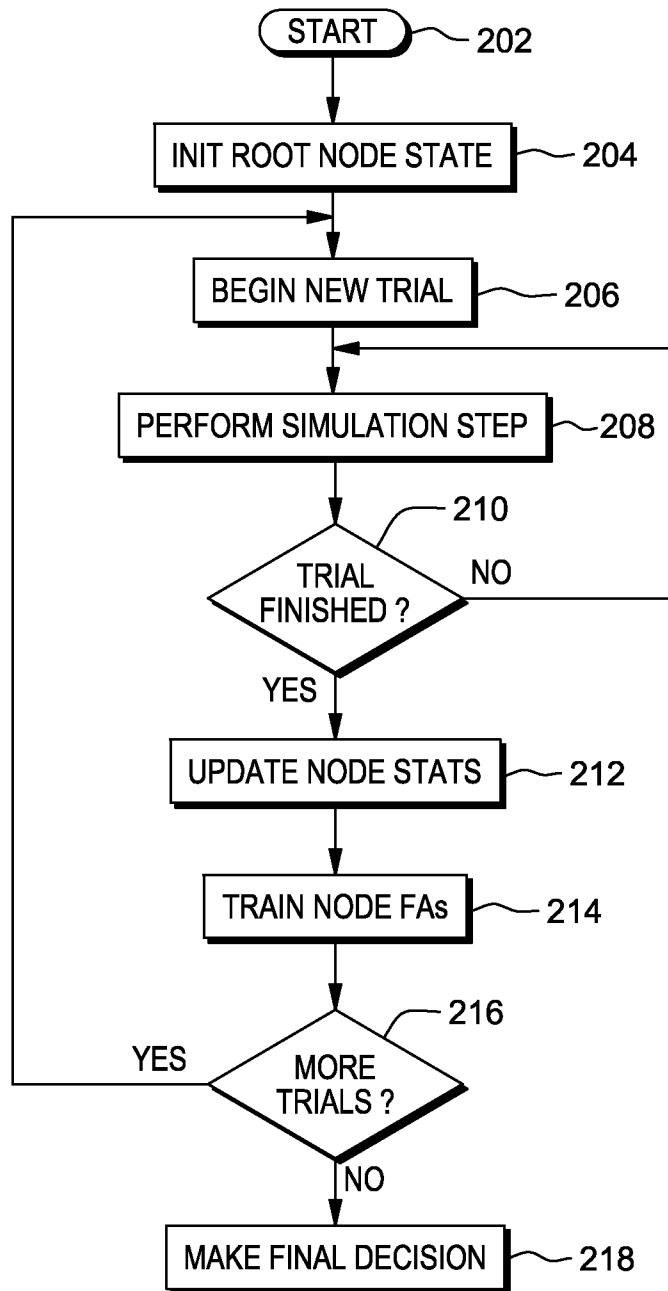 START
202
INIT ROOT NODE STATE
204
BEGIN NEW TRIAL
206
PERFORM SIMULATION STEP
208
210
TRIAL
FINISHED ?
NO
YES
UPDATE NODE STATS
212
TRAIN NODE FAs
214
216
YES
MORE
TRIALS ?
NO
MAKE FINAL DECISION
218